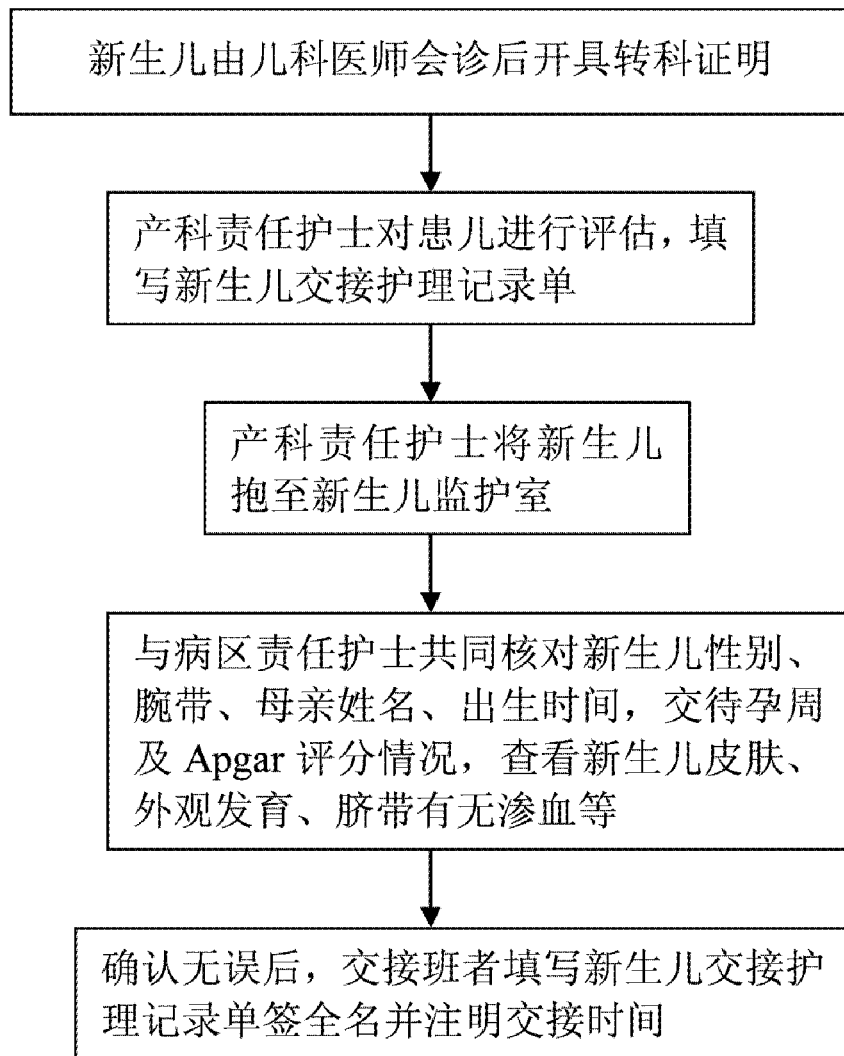 新生儿由儿科医师会诊后开具转科证明
产科责任护士对患儿进行评估，填
写新生儿交接护理记录单
产科责任护士将新生儿
抱至新生儿监护室
与病区责任护士共同核对新生儿性别、
腕带、母亲姓名、出生时间，交待孕周
及 Apgar 评分情况，查看新生儿皮肤、
外观发育、脐带有无渗血等
确认无误后，交接班者填写新生儿交接护
理记录单签全名并注明交接时间